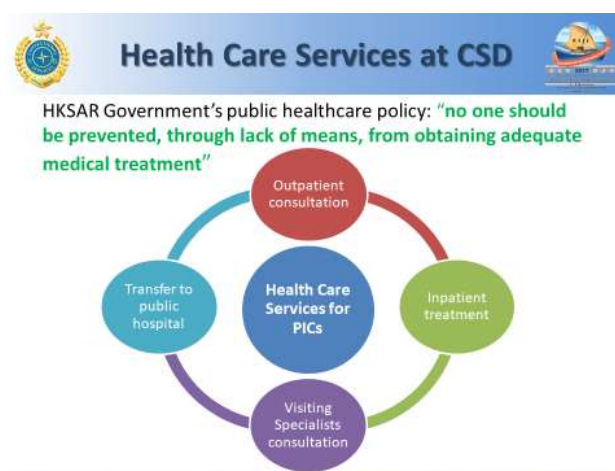 Health Care Services at CSD
HKSAR Government's public healthcare policy: “no one should
be prevented, through lack of means, from obtaining adequate
medical treatment”
Outpatient
consultation
Transfer to
public
hospital
Health Care
Services for
PICs
Inpatient
treatment
Visiting
Specialists
consultation